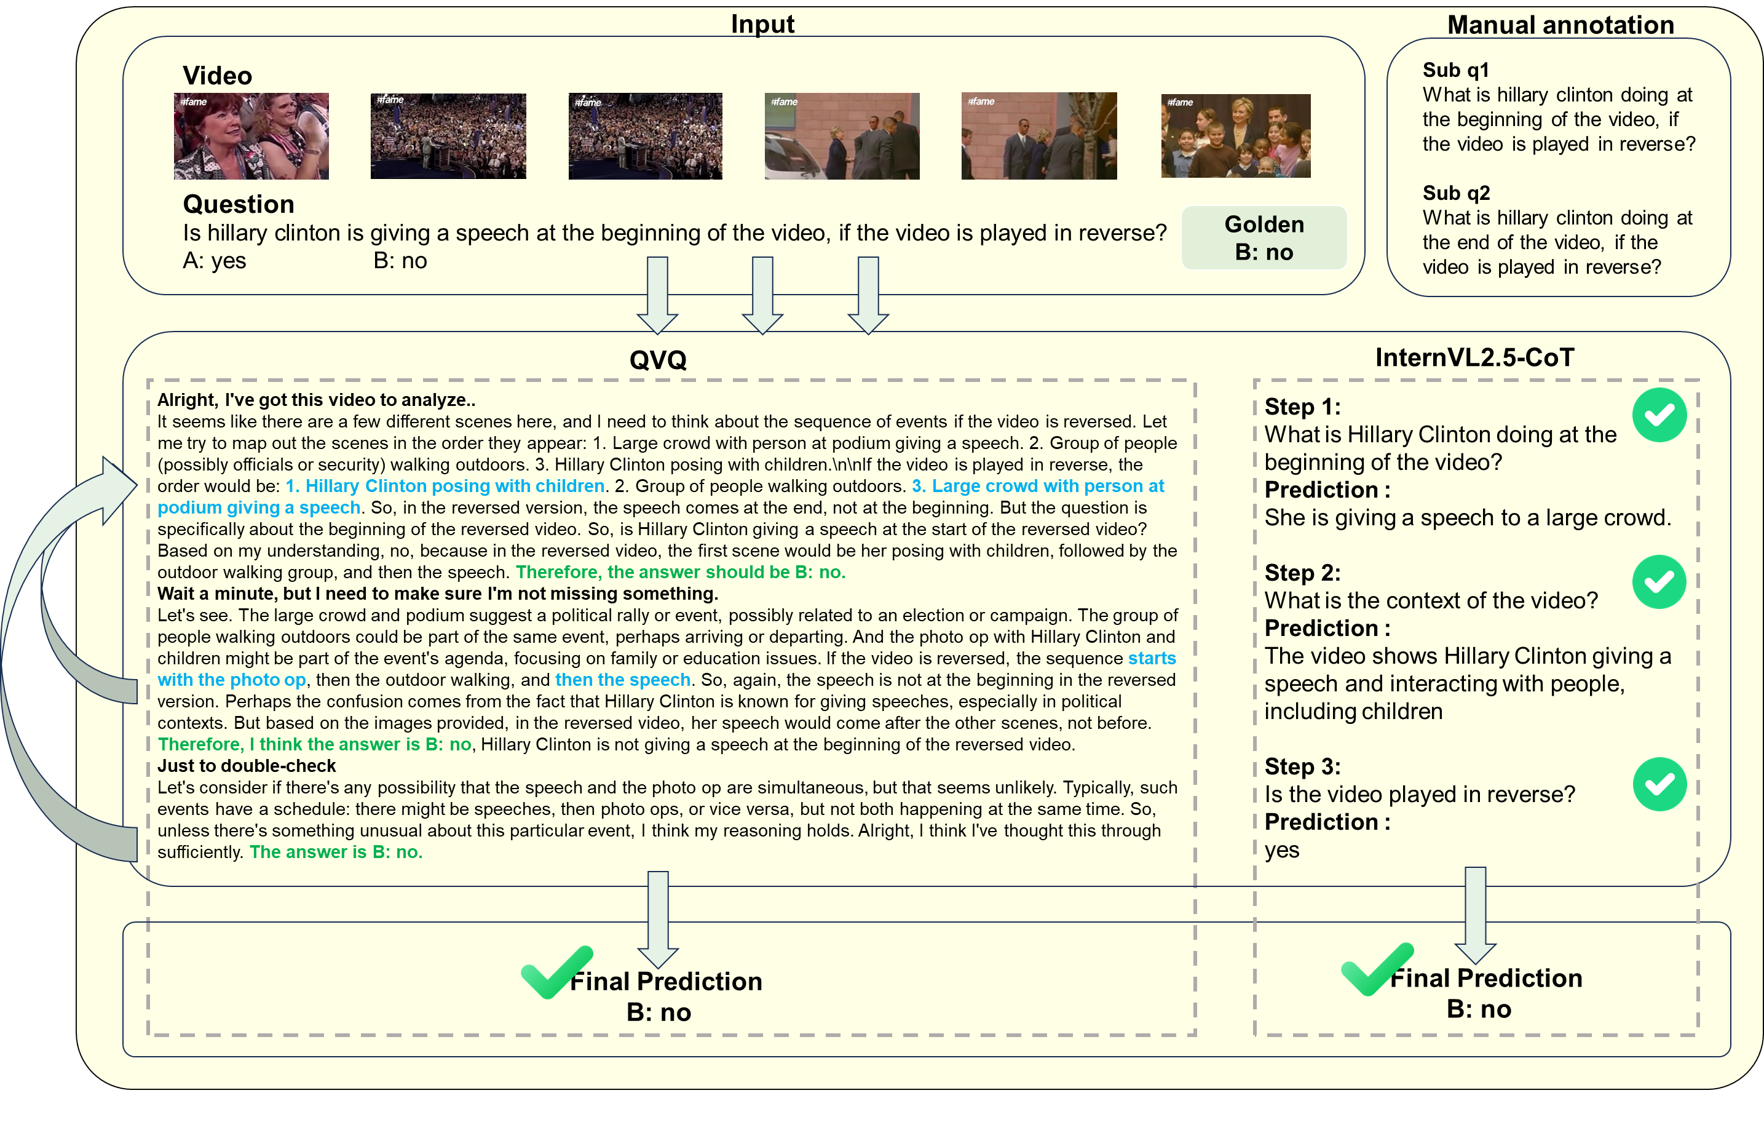 Input
Manual annotation
Video
#fame
#fame
#fame
#fame
#fame
#fame
Question
Is hillary clinton is giving a speech at the beginning of the video, if the video is played in reverse?
A: yes
B: no
Golden
B: no
Sub q1
What is hillary clinton doing at
the beginning of the video, if
the video is played in reverse?
Sub q2
What is hillary clinton doing at
the end of the video, if the
video is played in reverse?
QVQ
Alright, I've got this video to analyze..
It seems like there are a few different scenes here, and I need to think about the sequence of events if the video is reversed. Let
me try to map out the scenes in the order they appear: 1. Large crowd with person at podium giving a speech. 2. Group of people
(possibly officials or security) walking outdoors. 3. Hillary Clinton posing with children.\n\nIf the video is played in reverse, the
order would be: 1. Hillary Clinton posing with children. 2. Group of people walking outdoors. 3. Large crowd with person at
podium giving a speech. So, in the reversed version, the speech comes at the end, not at the beginning. But the question is
specifically about the beginning of the reversed video. So, is Hillary Clinton giving a speech at the start of the reversed video?
Based on my understanding, no, because in the reversed video, the first scene would be her posing with children, followed by the
outdoor walking group, and then the speech. Therefore, the answer should be B: no.
Wait a minute, but I need to make sure I'm not missing something.
Let's see. The large crowd and podium suggest a political rally or event, possibly related to an election or campaign. The group of
people walking outdoors could be part of the same event, perhaps arriving or departing. And the photo op with Hillary Clinton and
children might be part of the event's agenda, focusing on family or education issues. If the video is reversed, the sequence starts
with the photo op, then the outdoor walking, and then the speech. So, again, the speech is not at the beginning in the reversed
version. Perhaps the confusion comes from the fact that Hillary Clinton is known for giving speeches, especially in political
contexts. But based on the images provided, in the reversed video, her speech would come after the other scenes, not before.
Therefore, I think the answer is B: no, Hillary Clinton is not giving a speech at the beginning of the reversed video.
Just to double-check
Let's consider if there's any possibility that the speech and the photo op are simultaneous, but that seems unlikely. Typically, such
events have a schedule: there might be speeches, then photo ops, or vice versa, but not both happening at the same time. So,
unless there's something unusual about this particular event, I think my reasoning holds. Alright, I think I've thought this through
sufficiently. The answer is B: no.
InternVL2.5-CoT
Step 1:
What is Hillary Clinton doing at the
beginning of the video?
Prediction :
She is giving a speech to a large crowd.
Step 2:
What is the context of the video?
Prediction :
The video shows Hillary Clinton giving a
speech and interacting with people,
including children
Step 3:
Is the video played in reverse?
Prediction :
yes
Final Prediction
B: no
Final Prediction
B: no